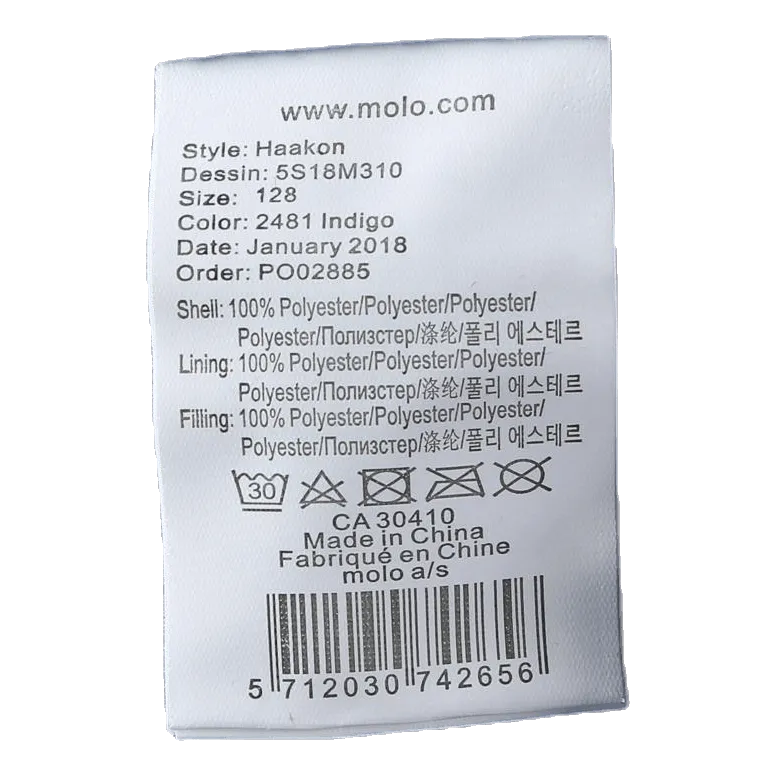 www.molo.com
Style: Haakon
Dessin: 5S18M310
Size: 128
Color: 2481 Indigo
Date: January 2018
Order: PO02885
Shell: 100% Polyester/Polyester/Polyester/
Polyester/Полизстер/涤纶/폴리 에스테르
Lining: 100% Polyester/Polyester/Polyester/
Polyester/Полизстер/涤纶/폴리 에스테르
Filling: 100% Polyester/Polyester/Polyester/
Polyester/Полизстер/涤纶/폴리 에스테르
30
CA 30410
Made in China
Fabriqué en Chine
molo a/s
5 712030 742656